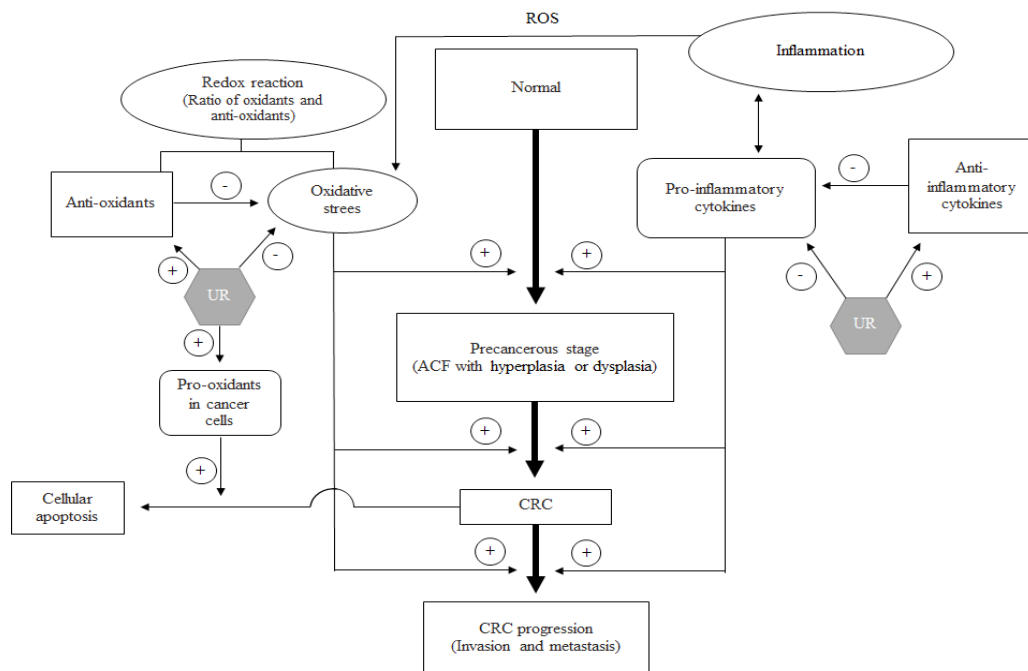 ROS
Inflammation
Normal
Redox reaction
(Ratio of oxidants and
anti-oxidants)
Anti-oxidants
-
Oxidative
strees
Pro-inflammatory
cytokines
-
Anti-
inflammatory
cytokines
+
-
UR
+
+
+
-
+
UR
Precancerous stage
(ACF with hyperplasia or dysplasia)
Pro-oxidants
in cancer
cells
+
+
+
Cellular
apoptosis
CRC
+
+
CRC progression
(Invasion and metastasis)